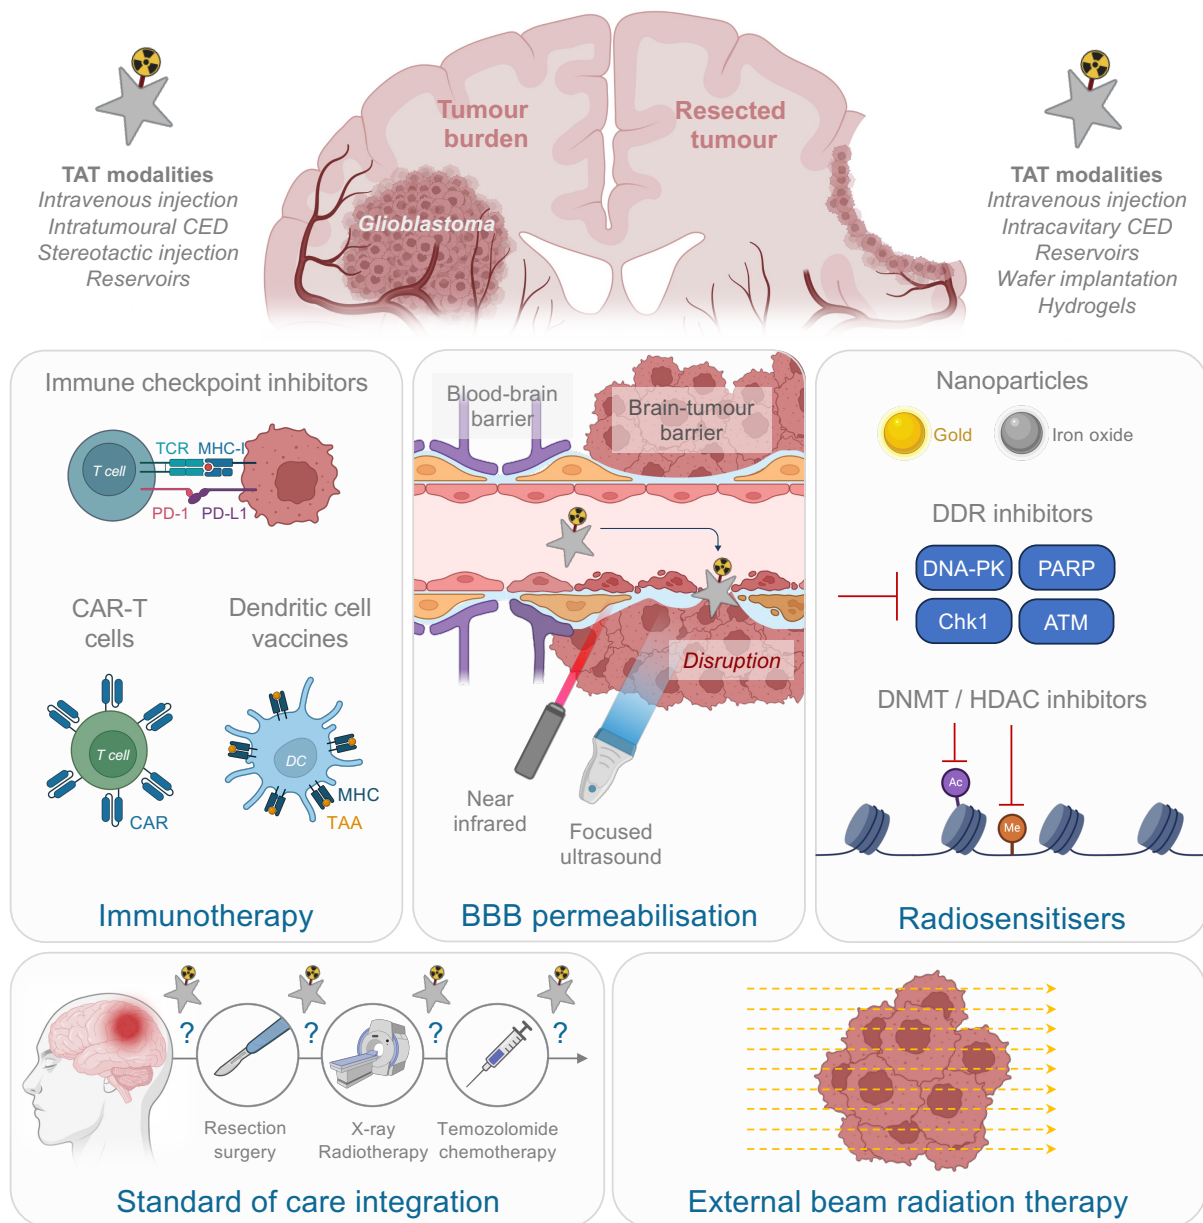 Tumour
burden
Resected
tumour
Glioblastoma
TAT modalities
Intravenous injection
Intratumoural CED
Stereotactic injection
Reservoirs
TAT modalities
Intravenous injection
Intracavitary CED
Reservoirs
Wafer implantation
Hydrogels
Immune checkpoint inhibitors
TCR
MHC-I
T cell
PD-1
PD-L1
CAR-T
cells
Dendritic cell
vaccines
T cell
DC
CAR
MHC
TAA
Immunotherapy
Blood-brain
barrier
Brain-tumour
barrier
Disruption
Near
infrared
Focused
ultrasound
BBB permeabilisation
Nanoparticles
Gold
Iron oxide
DDR inhibitors
DNA-PK
PARP
Chk1
ATM
DNMT / HDAC inhibitors
Ac
Me
Radiosensitisers
?
?
?
?
Resection
surgery
X-ray
Radiotherapy
Temozolomide
chemotherapy
Standard of care integration
External beam radiation therapy